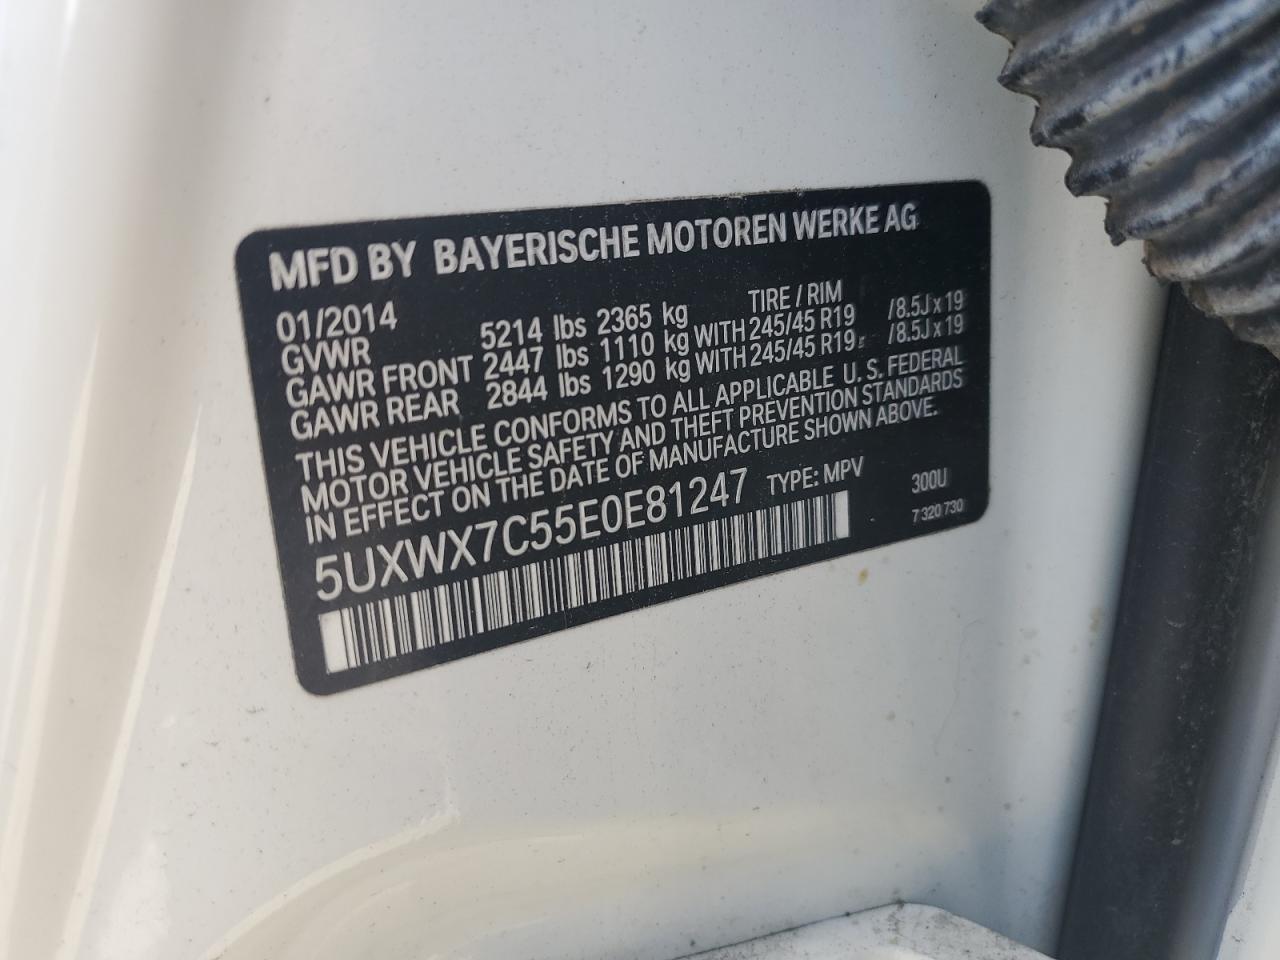 MFD BY BAYERISCHE MOTOREN WERKE AG
01/2014 TIRE / RIM
GVWR 5214 lbs 2365 kg
GAWR FRONT 2447 lbs 1110 kg WITH 245/45 R19 /8.5J x 19
GAWR REAR 2844 lbs 1290 kg WITH 245/45 R19 /8.5J x 19
THIS VEHICLE CONFORMS TO ALL APPLICABLE U. S. FEDERAL
MOTOR VEHICLE SAFETY AND THEFT PREVENTION STANDARDS
IN EFFECT ON THE DATE OF MANUFACTURE SHOWN ABOVE.
5UXWX7C55E0E81247 TYPE: MPV 300U
7 320 730